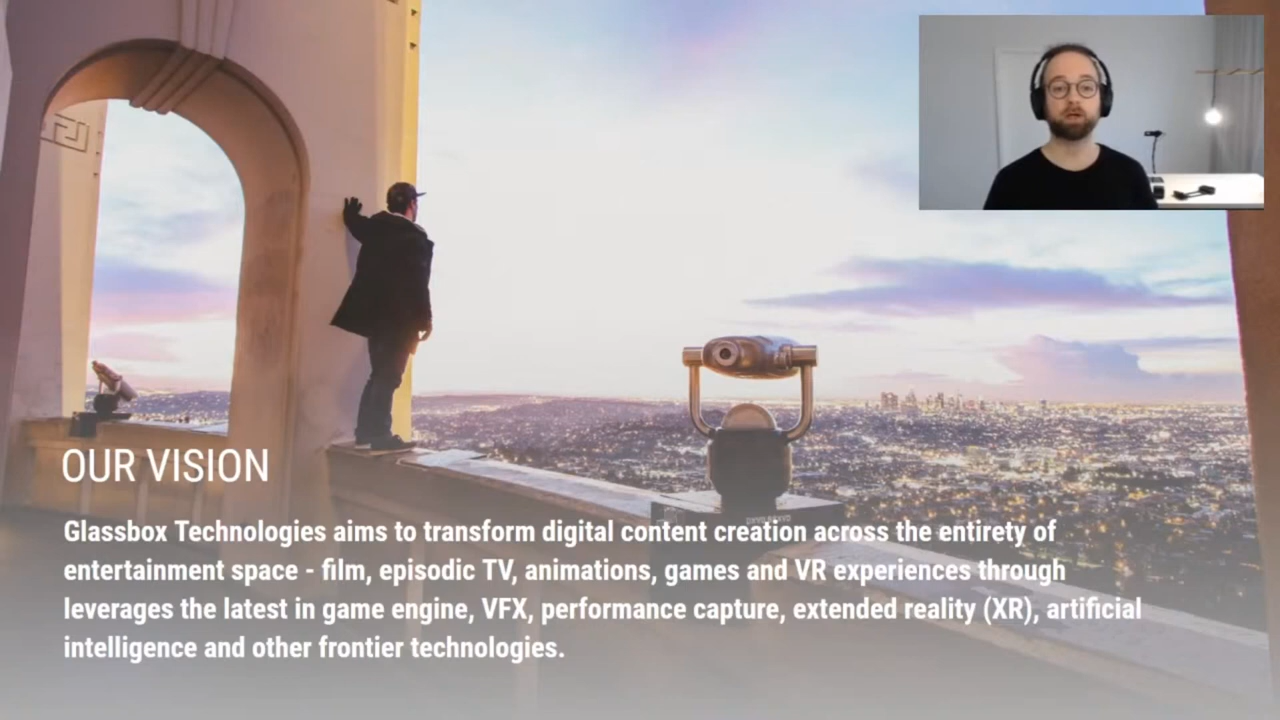 OUR VISION
Glassbox Technologies aims to transform digital content creation across the entirety of
entertainment space - film, episodic TV, animations, games and VR experiences through
leverages the latest in game engine, VFX, performance capture, extended reality (XR), artificial
intelligence and other frontier technologies.